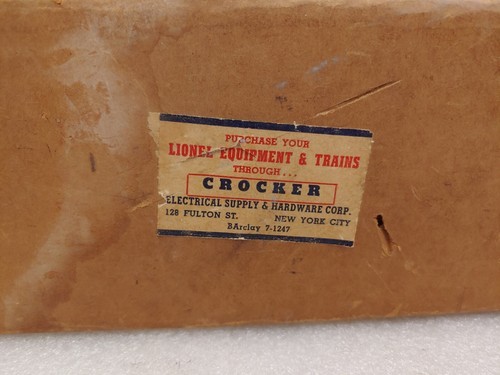 PURCHASE YOUR
LIONEL EQUIPMENT & TRAINS
THROUGH...
CROCKER
ELECTRICAL SUPPLY & HARDWARE CORP.
128 FULTON ST. NEW YORK CITY
BArclay 7-1247